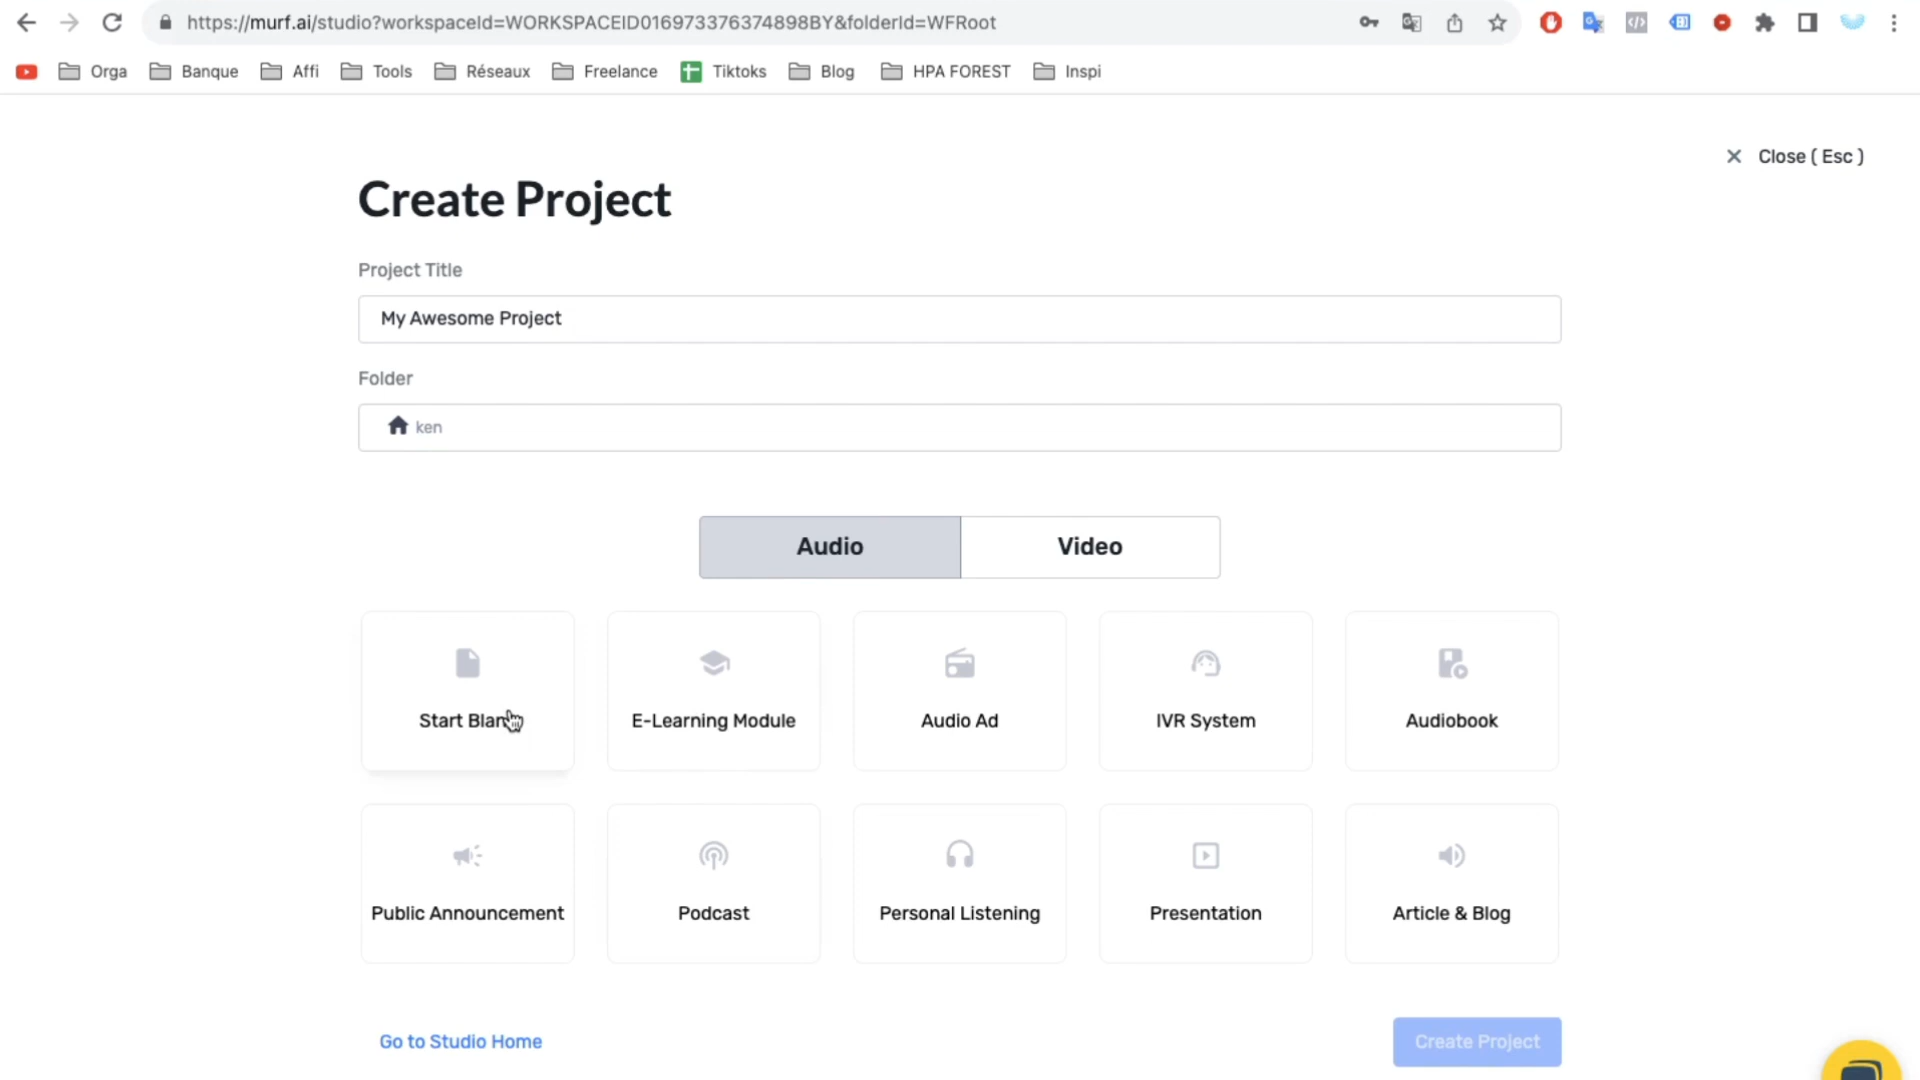 https://murf.ai/studio?workspaceId=WORKSPACEID016973376374898BY&folderId=WFRoot
Orga Banque Affi Tools Réseaux Freelance Tiktoks Blog HPA FOREST Inspi
Close ( Esc )
Create Project
Project Title
My Awesome Project
Folder
ken
Audio Video
Start Blank E-Learning Module Audio Ad IVR System Audiobook
Public Announcement Podcast Personal Listening Presentation Article & Blog
Go to Studio Home Create Project